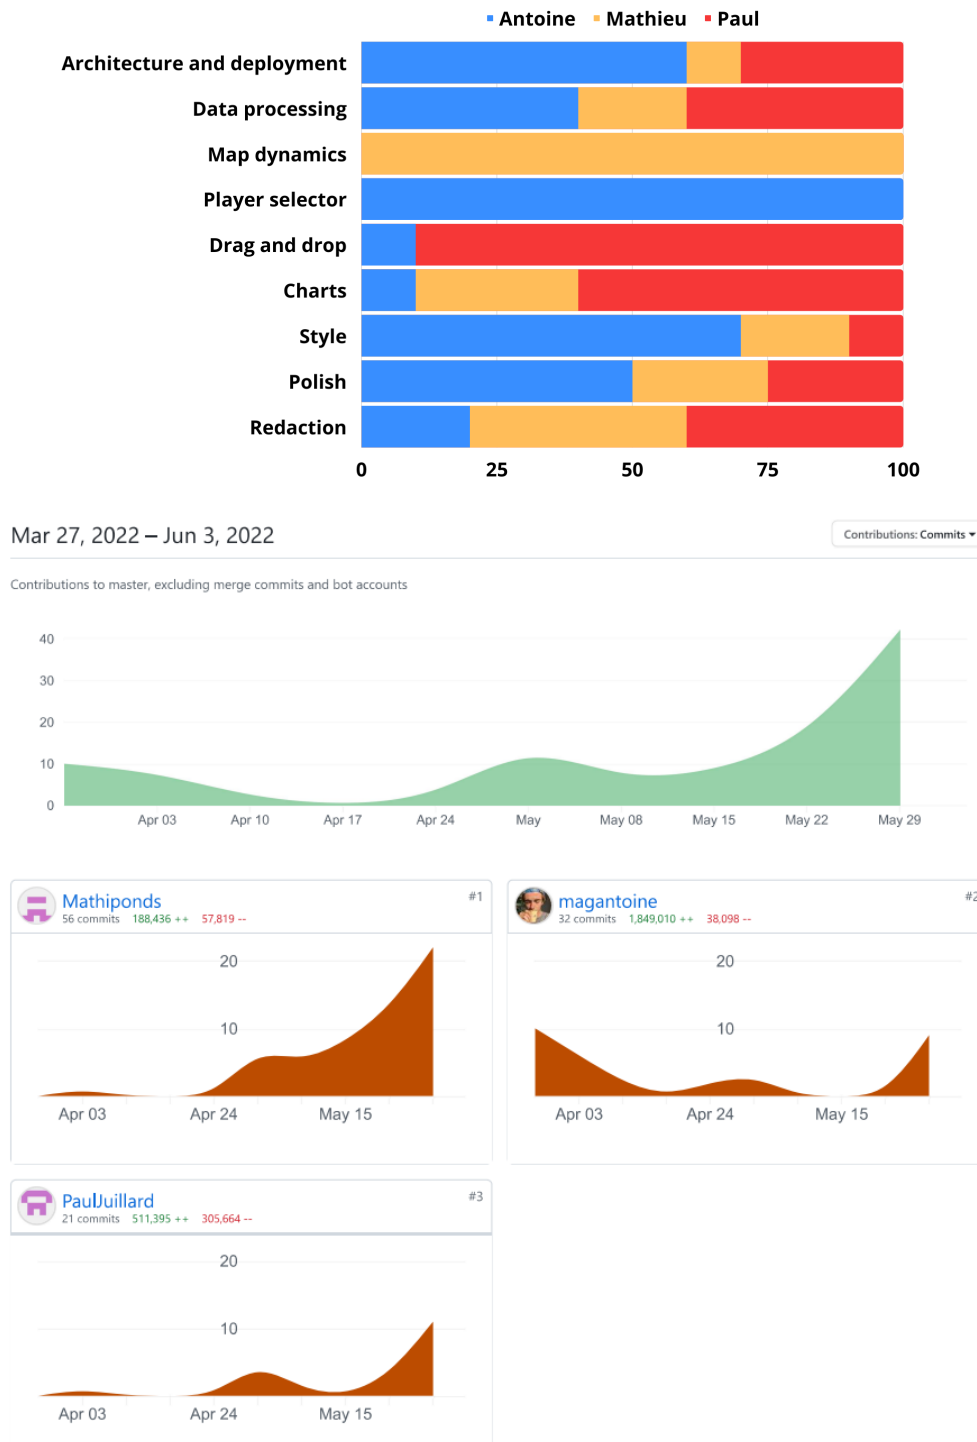 Antoine Mathieu Paul
Architecture and deployment
Data processing
Map dynamics
Player selector
Drag and drop
Charts
Style
Polish
Redaction
0 25 50 75 100
Mar 27, 2022 – Jun 3, 2022
Contributions: Commits
Contributions to master, excluding merge commits and bot accounts
40
30
20
10
0
Apr 03 Apr 10 Apr 17 Apr 24 May May 08 May 15 May 22 May 29
Mathiponds #1
56 commits 188,436 ++ 57,819 --
20
10
Apr 03 Apr 24 May 15
magantoine #2
32 commits 1,849,010 ++ 38,098 --
20
10
Apr 03 Apr 24 May 15
PaulJuillard #3
21 commits 511,395 ++ 305,664 --
20
10
Apr 03 Apr 24 May 15